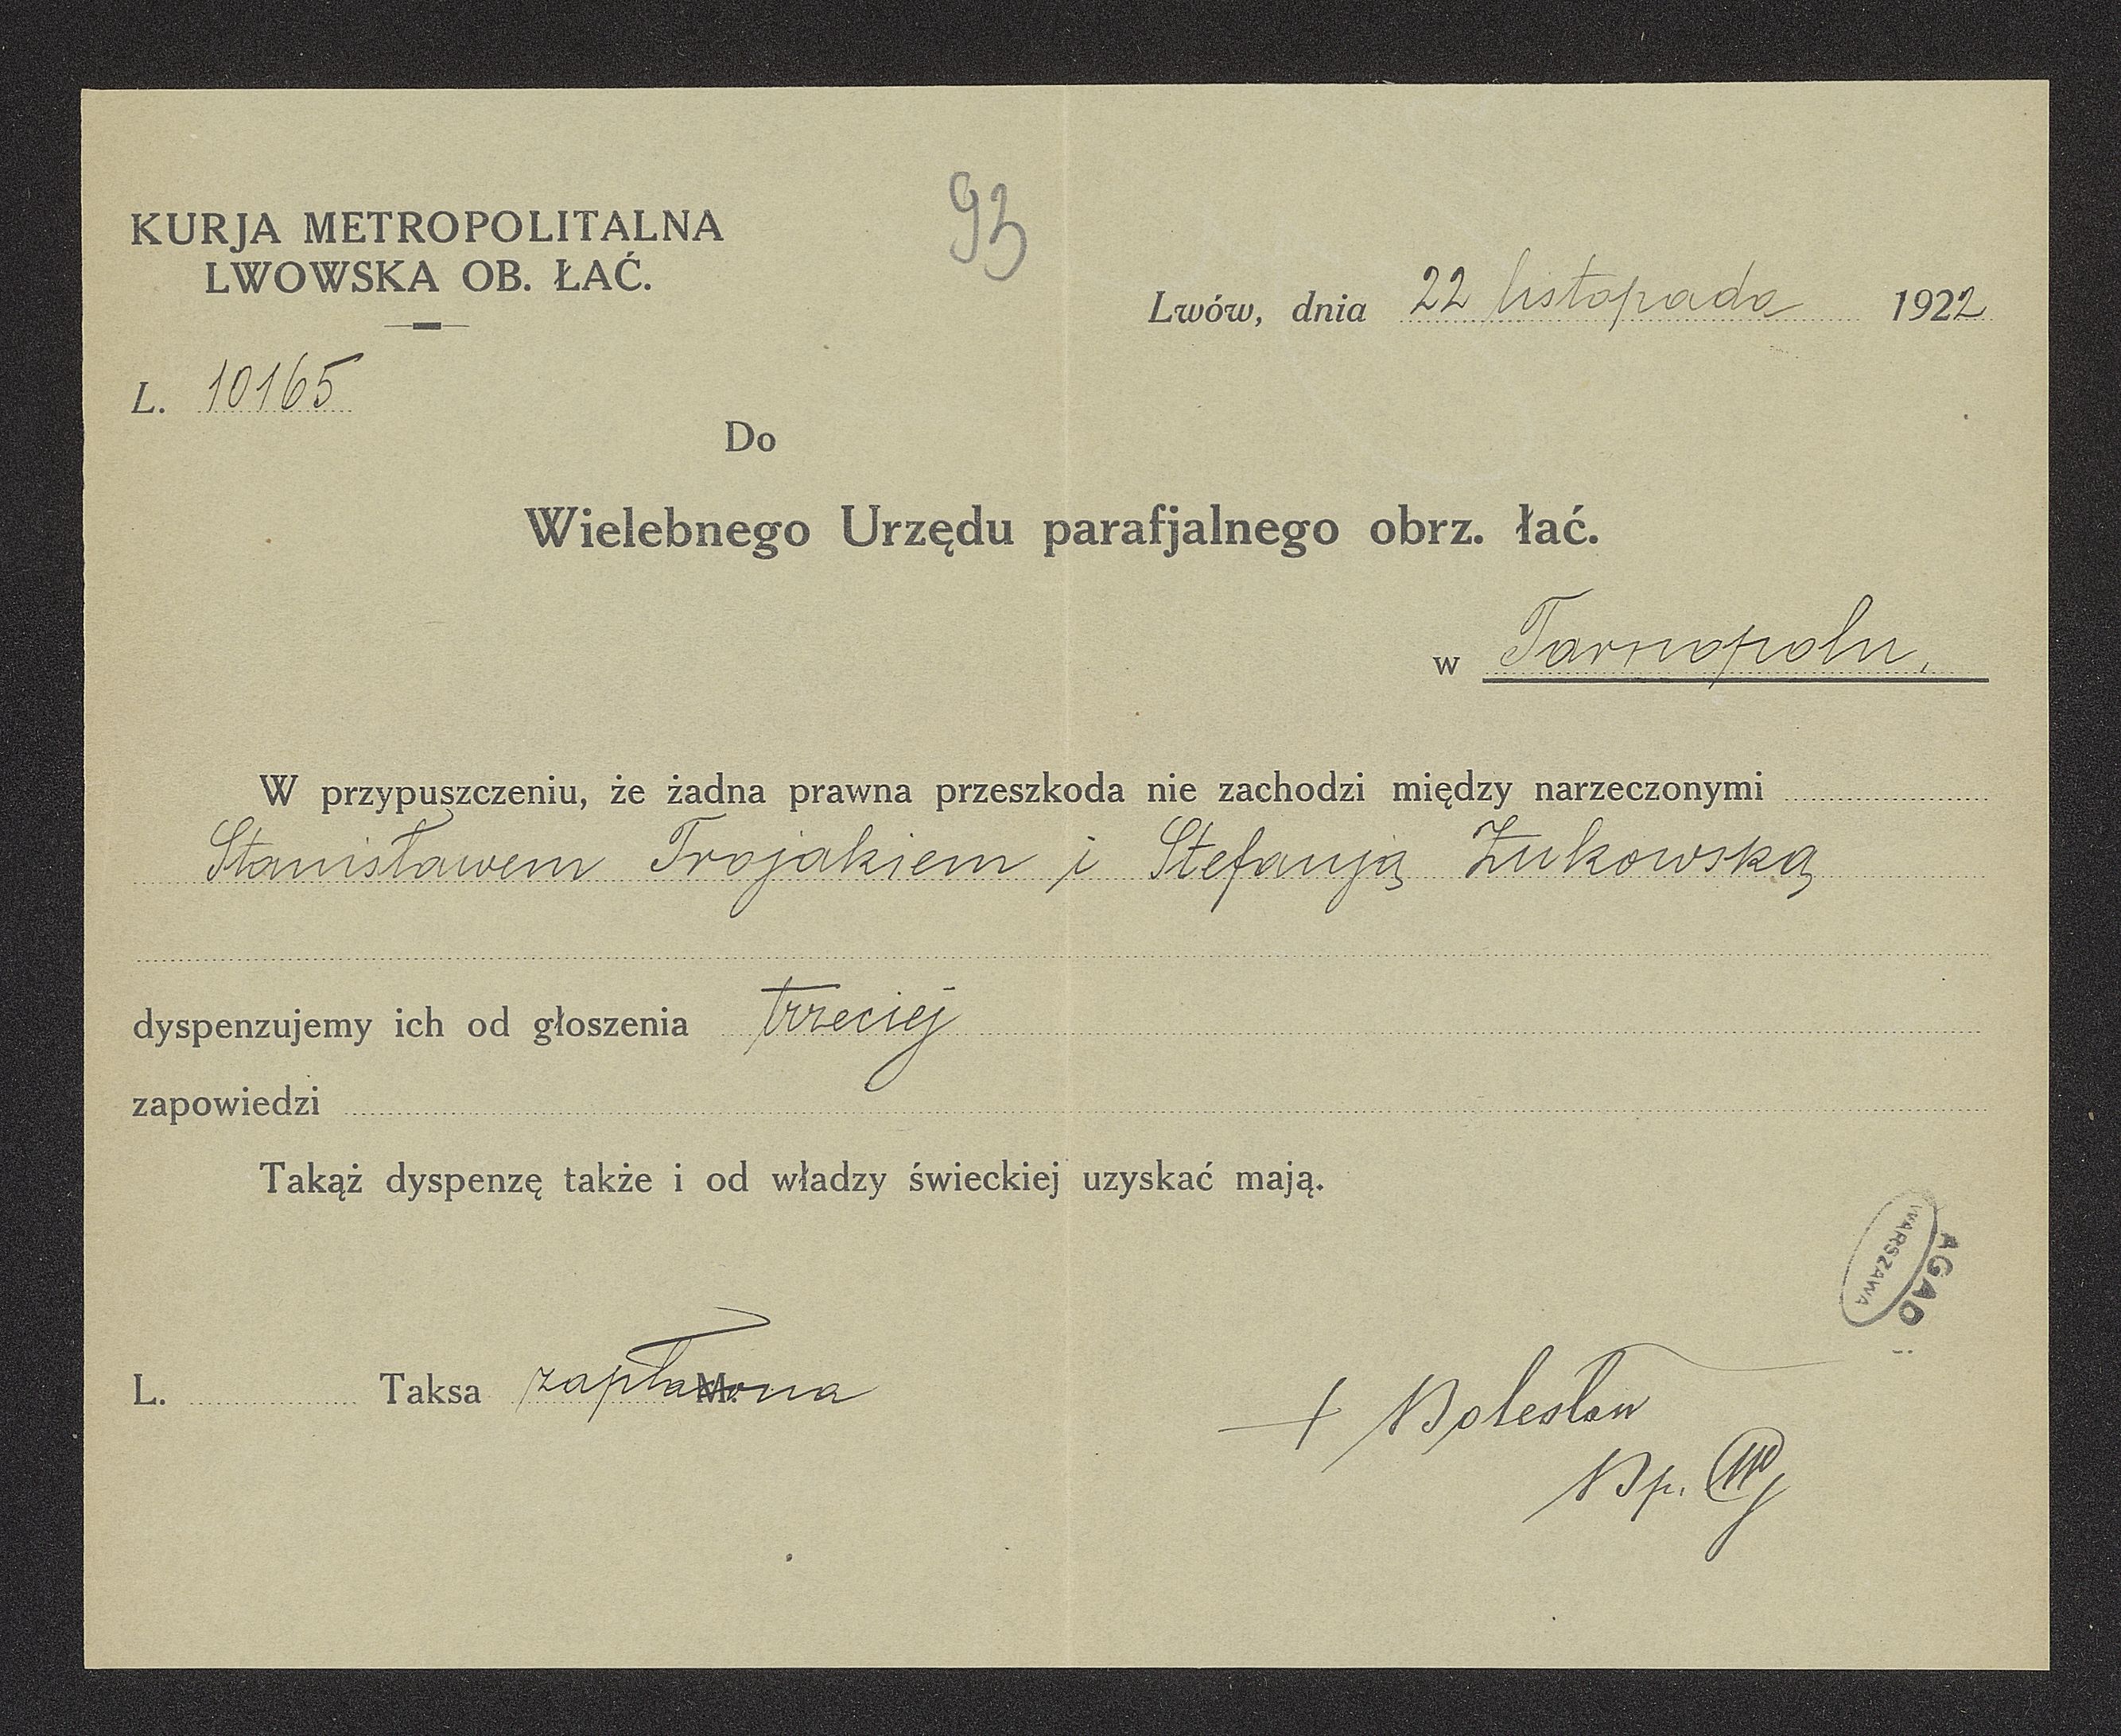 93
KURJA METROPOLITALNA
LWOWSKA OB. ŁAĆ.
Lwów, dnia 22 listopada 1922
L. 10165
Do
Wielebnego Urzędu parafjalnego obrz. łać.
w Tarnopolu.
W przypuszczeniu, że żadna prawna przeszkoda nie zachodzi między narzeczonymi
Stanisławem Trojakiem i Stefanją Żukowską
dyspenzujemy ich od głoszenia trzeciej
zapowiedzi
Takąż dyspenzę także i od władzy świeckiej uzyskać mają.
AGAD
WARSZAWA
L. Taksa zapłacona M.
+ Bolesław
Bp.